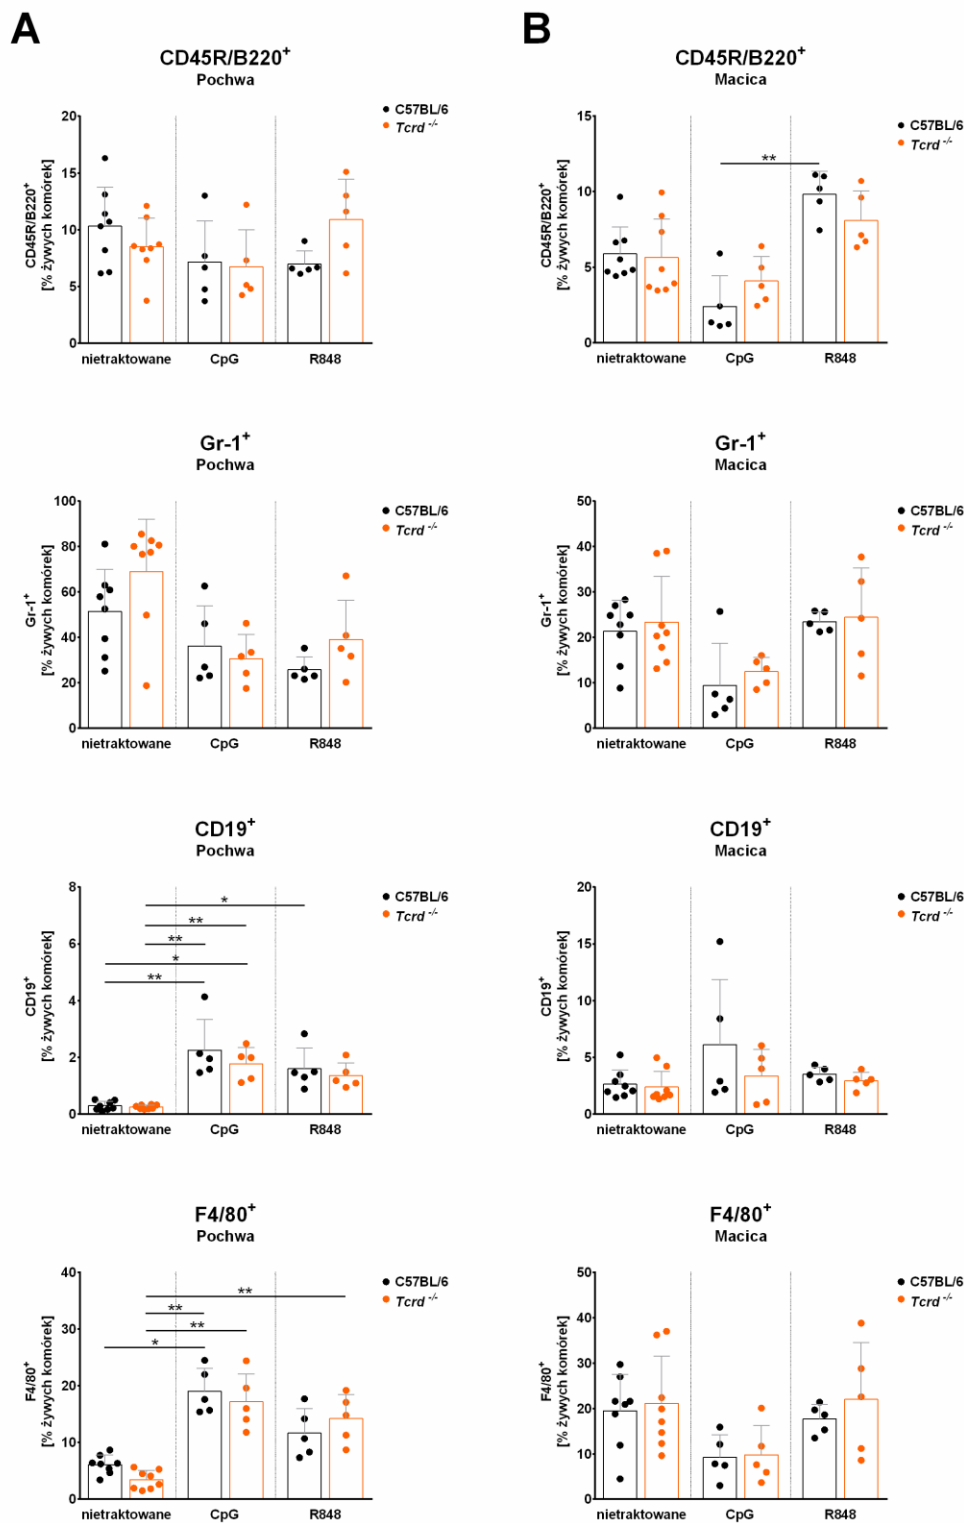 A
B
CD45R/B220+
Pochwa
C57BL/6
Tcrd -/-
CD45R/B220+
[% żywych komórek]
20
15
10
5
0
nietraktowane CpG R848
CD45R/B220+
Macica
C57BL/6
Tcrd -/-
CD45R/B220+
[% żywych komórek]
15
10
5
0
**
nietraktowane CpG R848
Gr-1+
Pochwa
C57BL/6
Tcrd -/-
Gr-1+
[% żywych komórek]
100
80
60
40
20
0
nietraktowane CpG R848
Gr-1+
Macica
C57BL/6
Tcrd -/-
Gr-1+
[% żywych komórek]
50
40
30
20
10
0
nietraktowane CpG R848
CD19+
Pochwa
C57BL/6
Tcrd -/-
CD19+
[% żywych komórek]
8
6
4
2
0
*
**
**
*
**
nietraktowane CpG R848
CD19+
Macica
C57BL/6
Tcrd -/-
CD19+
[% żywych komórek]
20
15
10
5
0
nietraktowane CpG R848
F4/80+
Pochwa
C57BL/6
Tcrd -/-
F4/80+
[% żywych komórek]
40
30
20
10
0
**
**
**
*
nietraktowane CpG R848
F4/80+
Macica
C57BL/6
Tcrd -/-
F4/80+
[% żywych komórek]
50
40
30
20
10
0
nietraktowane CpG R848